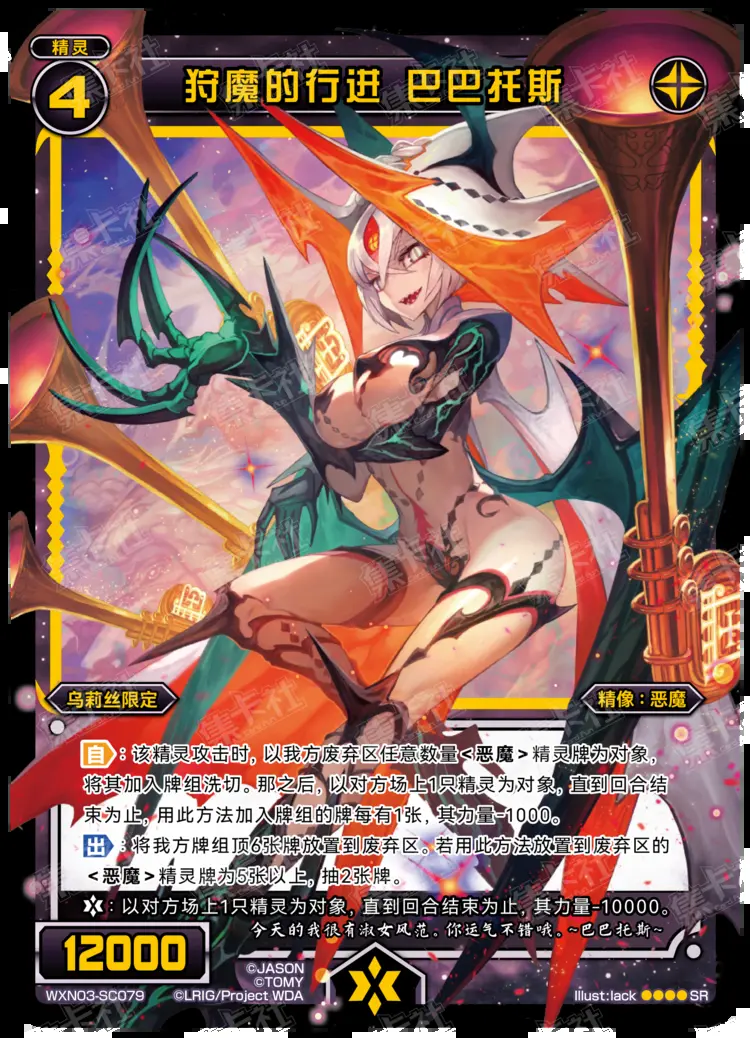 精灵
4
狩魔的行进 巴巴托斯
乌莉丝限定
精像：恶魔
自：该精灵攻击时，以我方废弃区任意数量<恶魔>精灵牌为对象，
将其加入牌组洗切。那之后，以对方场上1只精灵为对象，直到回合结
束为止，用此方法加入牌组的牌每有1张，其力量-1000。
出：将我方牌组顶6张牌放置到废弃区。若用此方法放置到废弃区的
<恶魔>精灵牌为5张以上，抽2张牌。
：以对方场上1只精灵为对象，直到回合结束为止，其力量-10000。
今天的我很有淑女风范。你运气不错哦。~巴巴托斯~
12000
©JASON
©TOMY
WXN03-SC079 ©LRIG/Project WDA
Illust:lack ●●●●SR
集卡社